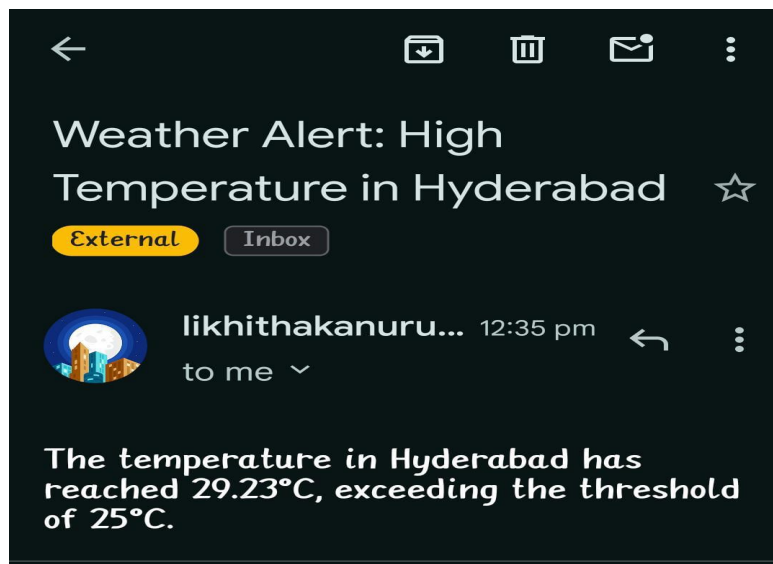 Weather Alert: High
Temperature in Hyderabad
External Inbox
likhithakanuru... 12:35 pm
to me
The temperature in Hyderabad has
reached 29.23°C, exceeding the threshold
of 25°C.